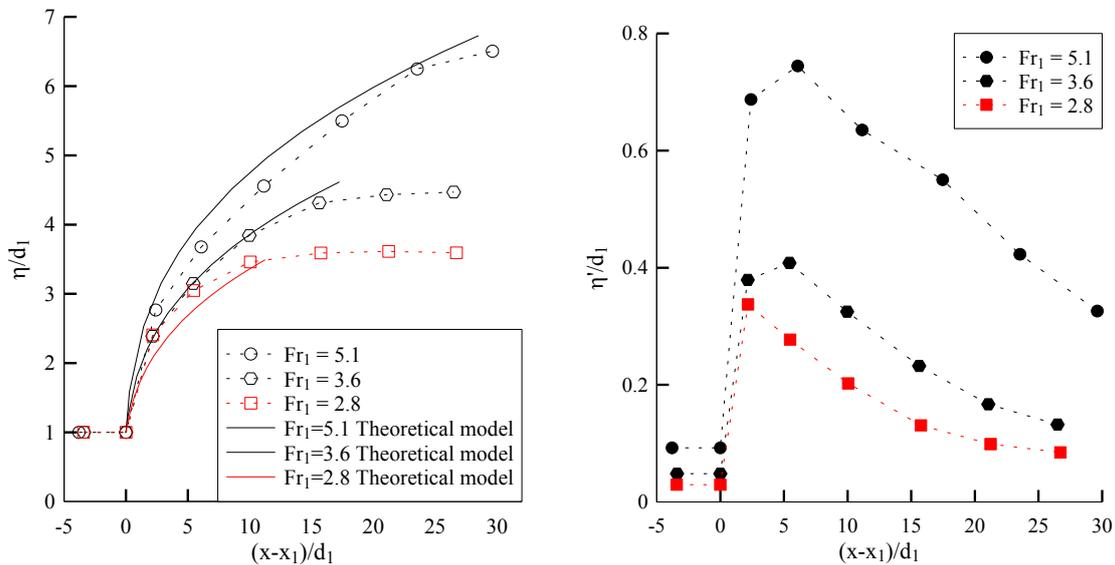 7
6
5
4
3
2
1
0
η/d1
-5 0 5 10 15 20 25 30
(x-x1)/d1
Fr1 = 5.1
Fr1 = 3.6
Fr1 = 2.8
Fr1=5.1 Theoretical model
Fr1=3.6 Theoretical model
Fr1=2.8 Theoretical model
0.8
0.6
0.4
0.2
0
η'/d1
-5 0 5 10 15 20 25 30
(x-x1)/d1
Fr1 = 5.1
Fr1 = 3.6
Fr1 = 2.8